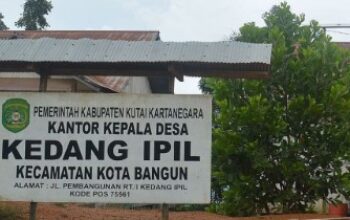 PEMERINTAH KABUPATEN KUTAI KARTANEGARA
KANTOR KEPALA DESA
KEDANG IPIL
KECAMATAN KOTA BANGUN
ALAMAT : JL. PEMBANGUNAN RT. I KEDANG IPIL
KODE POS 75561